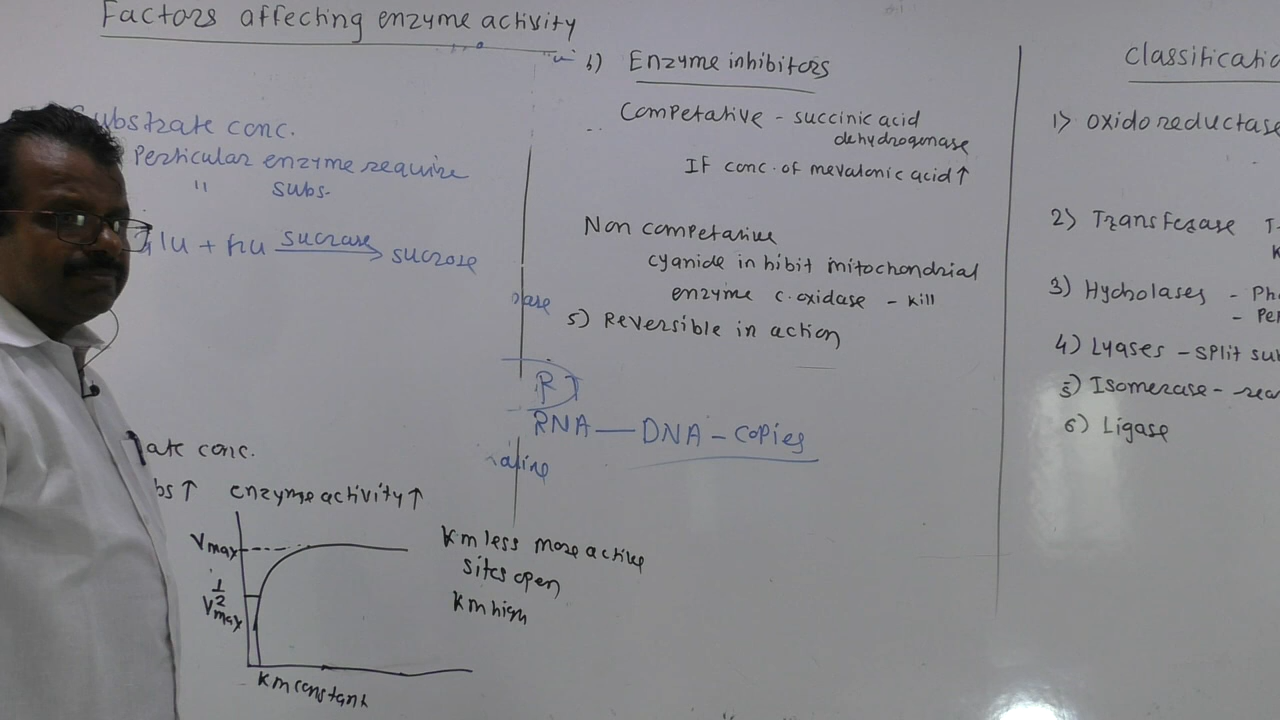 Factors affecting enzyme activity
Substrate conc.
Perticular enzyme require
" subs.
Glu + fru sucrase → sucrose
ate conc.
bs ↑ enzyme activity ↑
Vmax
1/2
Vmax
Km constant
Km less more active
sites open
Km high
6) Enzyme inhibitors
Competative - succinic acid
dehydrogenase
If conc. of mevalonic acid ↑
Non competative
cyanide inhibit mitochondrial
enzyme c. oxidase - kill
5) Reversible in action
R T
RNA — DNA - copies
Classificatio
1) Oxidoreductase
2) Transferase T
K
3) Hydrolases - Pho
- Pe
4) Lyases - split su
5) Isomerase - rea
6) Ligase